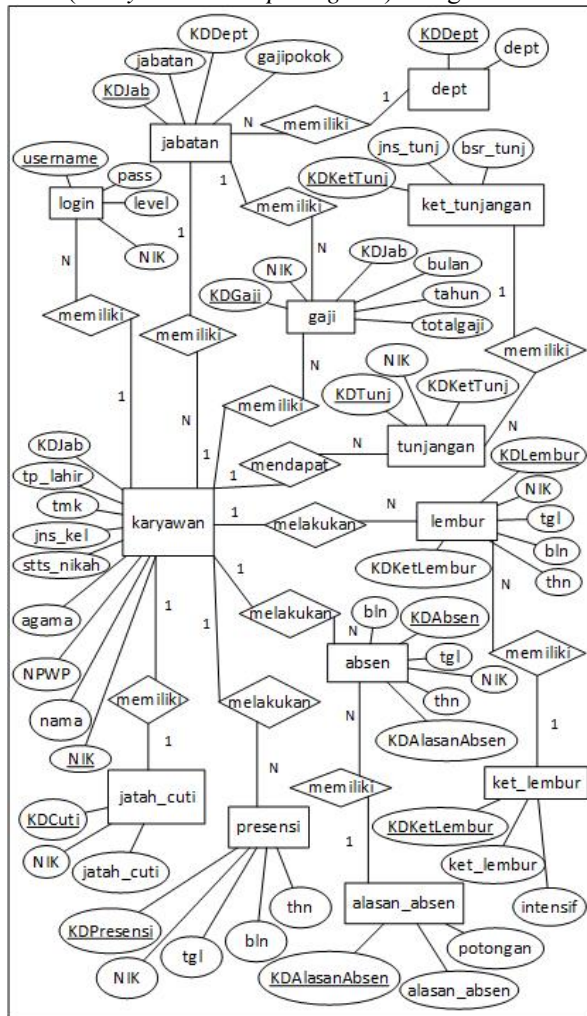 KDDept
KDDept
dept
jabatan
gajipokok
KDJab
dept
1
N
memiliki
jabatan
jns_tunj
bsr_tunj
username
pass
1
KDKetTunj
ket_tunjangan
login
level
memiliki
KDJab
NIK
1
NIK
bulan
N
N
KDGaji
tahun
1
gaji
memiliki
memiliki
totalgaji
NIK
memiliki
N
KDTunj
KDKetTunj
1
N
memiliki
N
tunjangan
N
KDJab
1
mendapat
KDLembur
tp_lahir
1
NIK
tmk
karyawan
1
melakukan
N
lembur
tgl
jns_kel
bln
stts_nikah
KDKetLembur
thn
1
N
agama
1
1
melakukan
bln
KDAbsen
N
tgl
memiliki
NPWP
absen
NIK
memiliki
melakukan
thn
nama
N
KDAlasanAbsen
1
NIK
1
N
memiliki
ket_lembur
jatah_cuti
KDCuti
presensi
KDKetLembur
1
NIK
ket_lembur
jatah_cuti
thn
alasan_absen
intensif
KDPresensi
bln
potongan
tgl
NIK
KDAlasanAbsen
alasan_absen